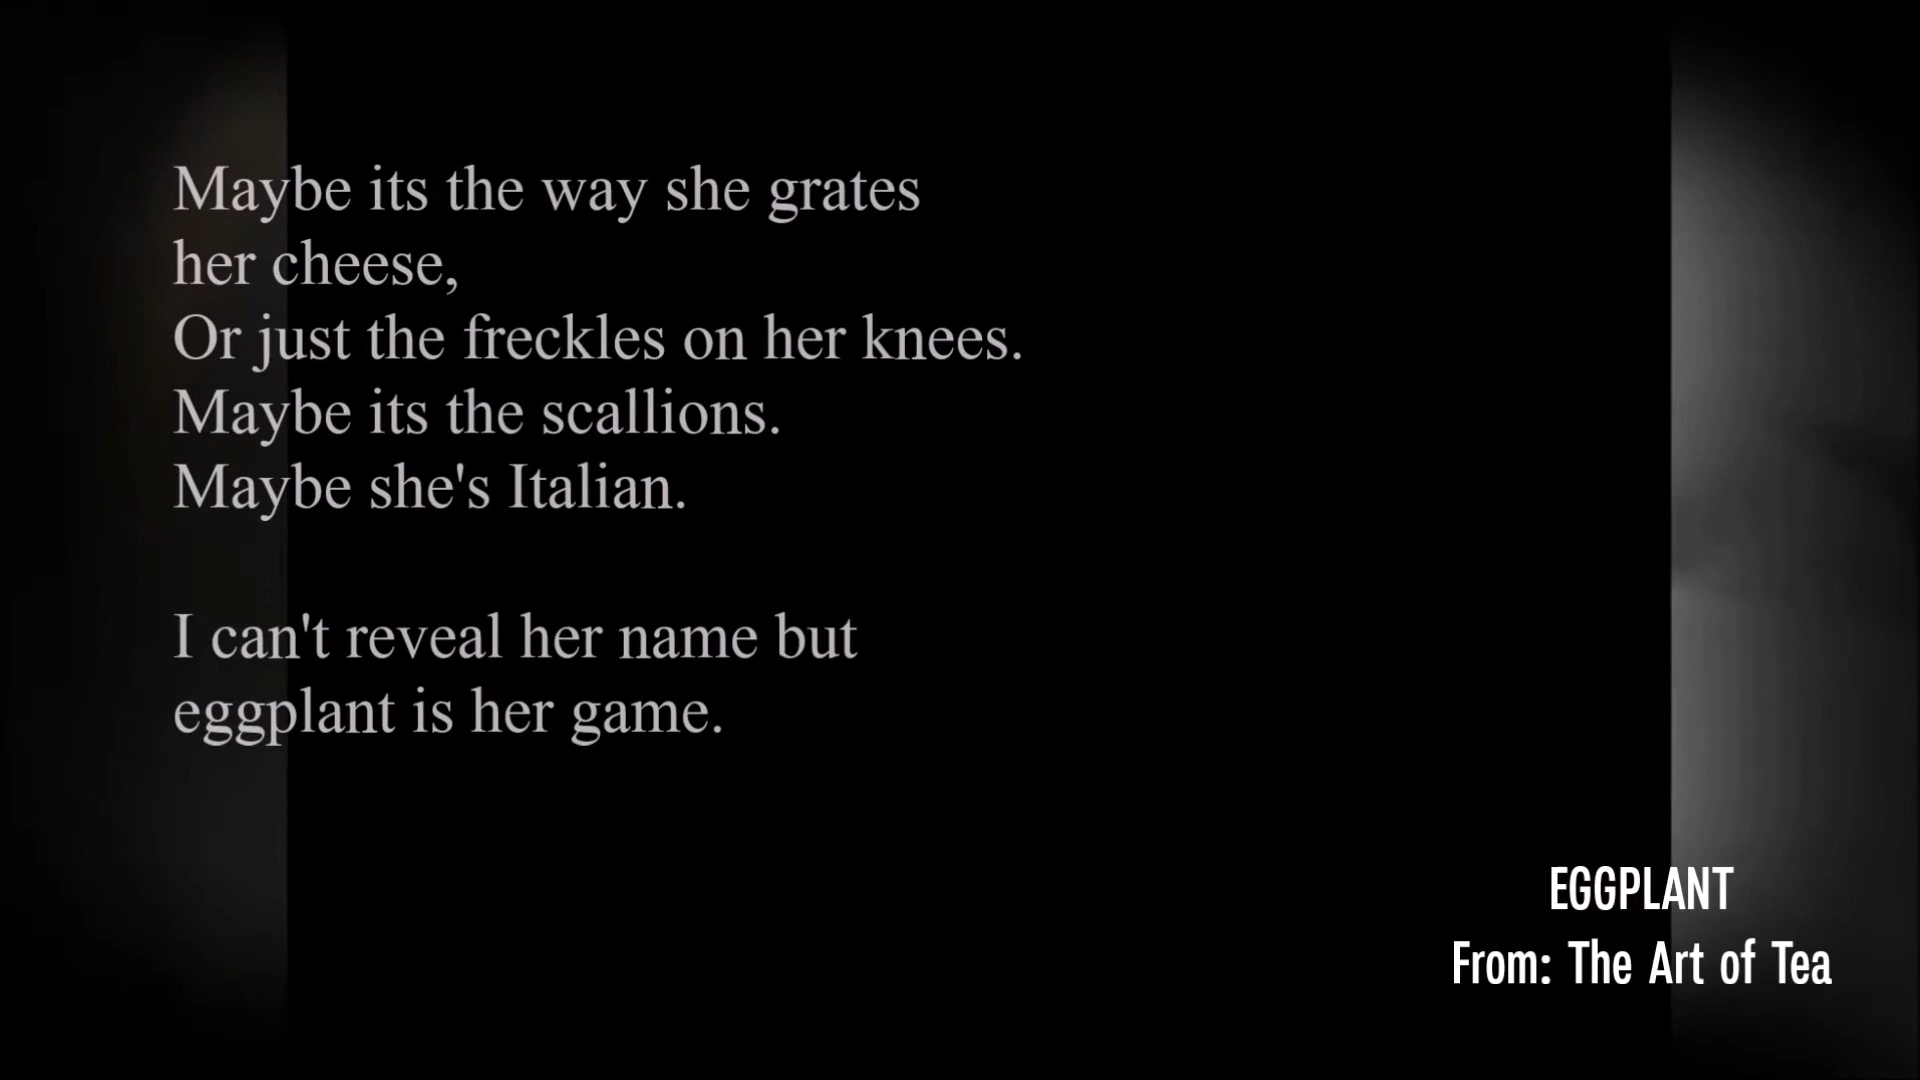 Maybe its the way she grates
her cheese,
Or just the freckles on her knees.
Maybe its the scallions.
Maybe she's Italian.
I can't reveal her name but
eggplant is her game.
EGGPLANT
From: The Art of Tea